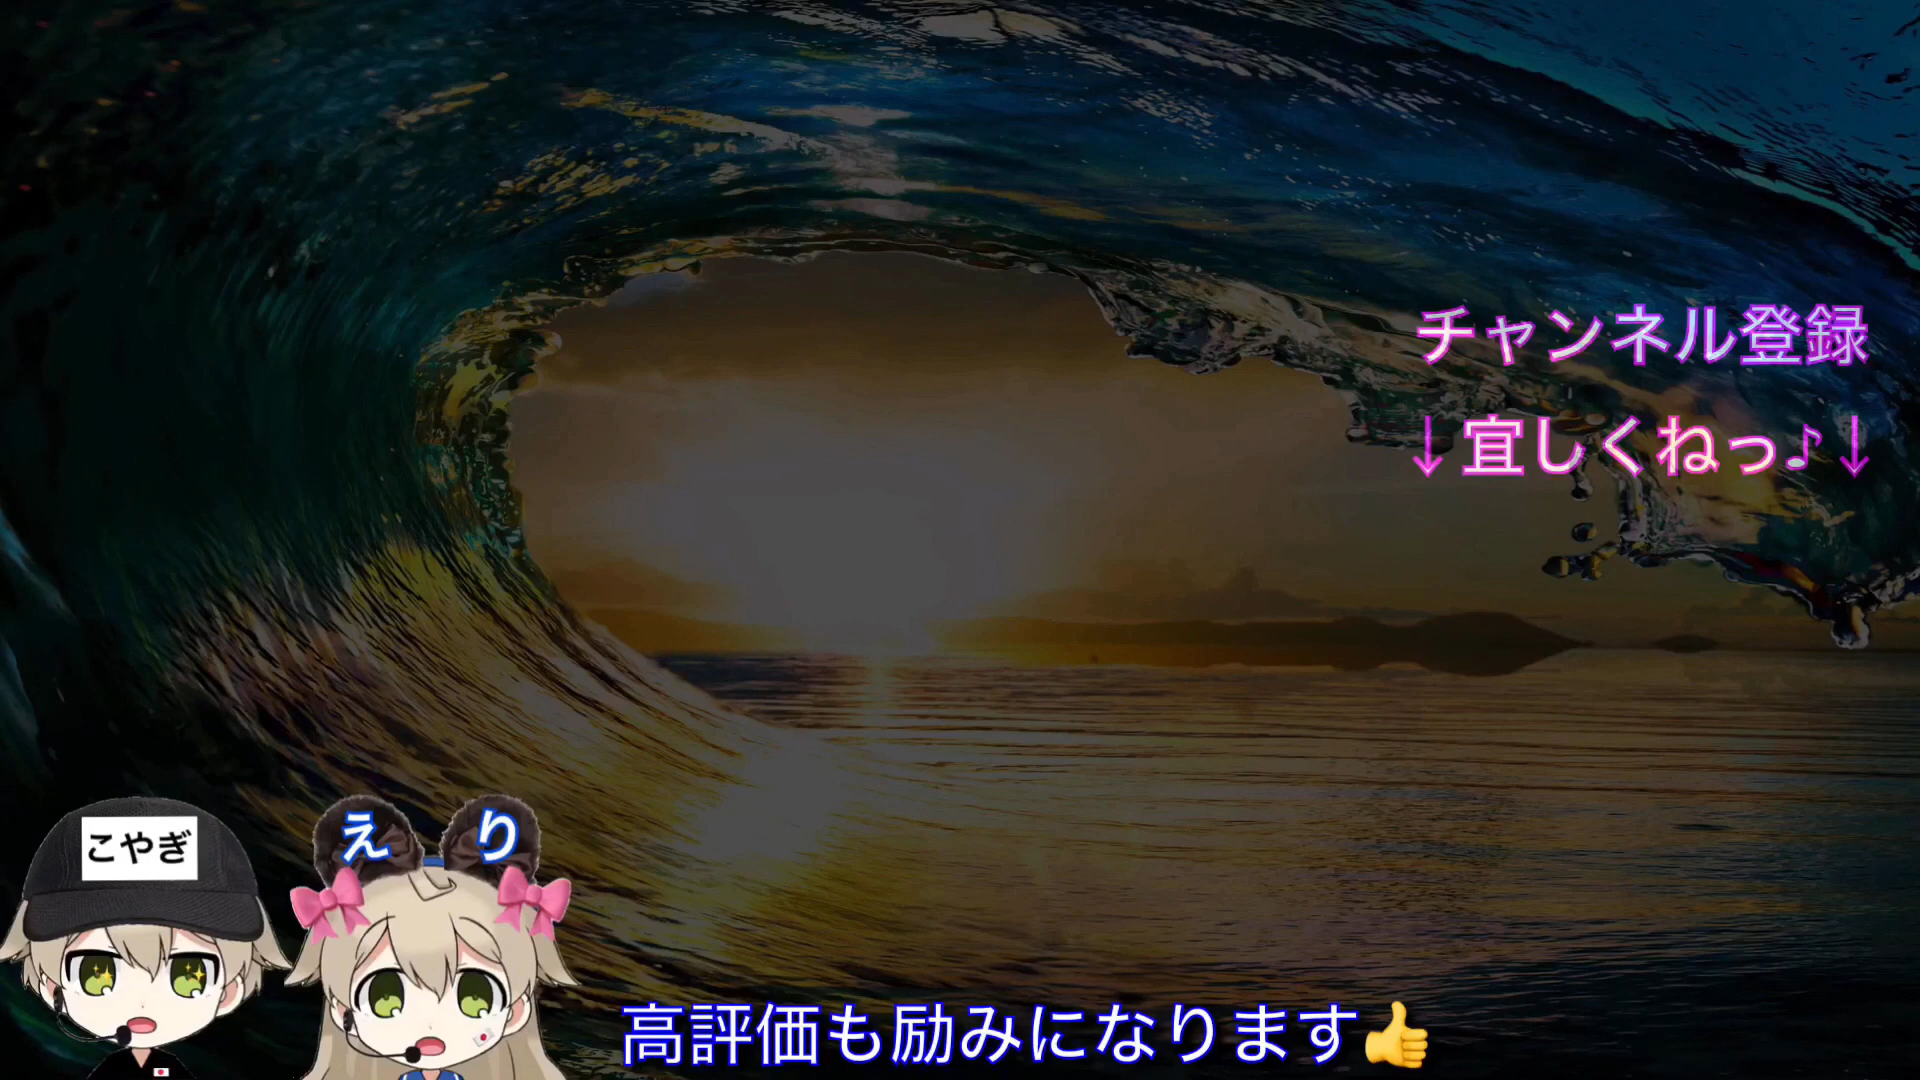 チャンネル登録
↓宜しくねっ♪↓
こやぎ
えり
高評価も励みになります👍